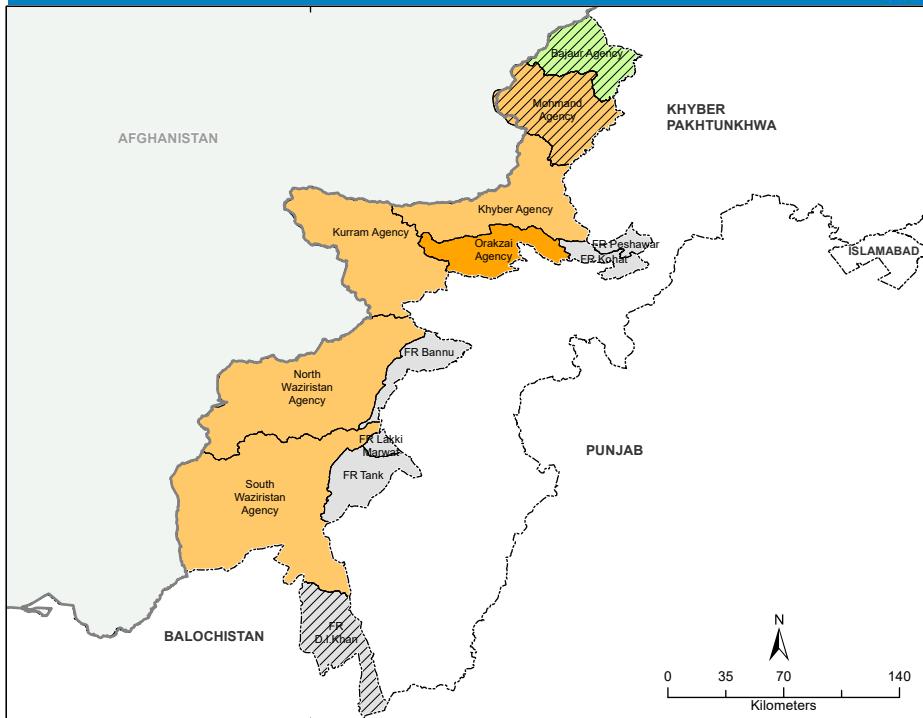 Bajaur Agency
Mohmand
Agency
KHYBER
PAKHTUNKHWA
AFGHANISTAN
Khyber Agency
Kurram Agency
Orakzai
Agency
FR Peshawar
FR Kohat
ISLAMABAD
FR Bannu
North
Waziristan
Agency
FR Lakki
Marwat
PUNJAB
FR Tank
South
Waziristan
Agency
BALOCHISTAN
FR
D.I.Khan
N
0 35 70 140
Kilometers